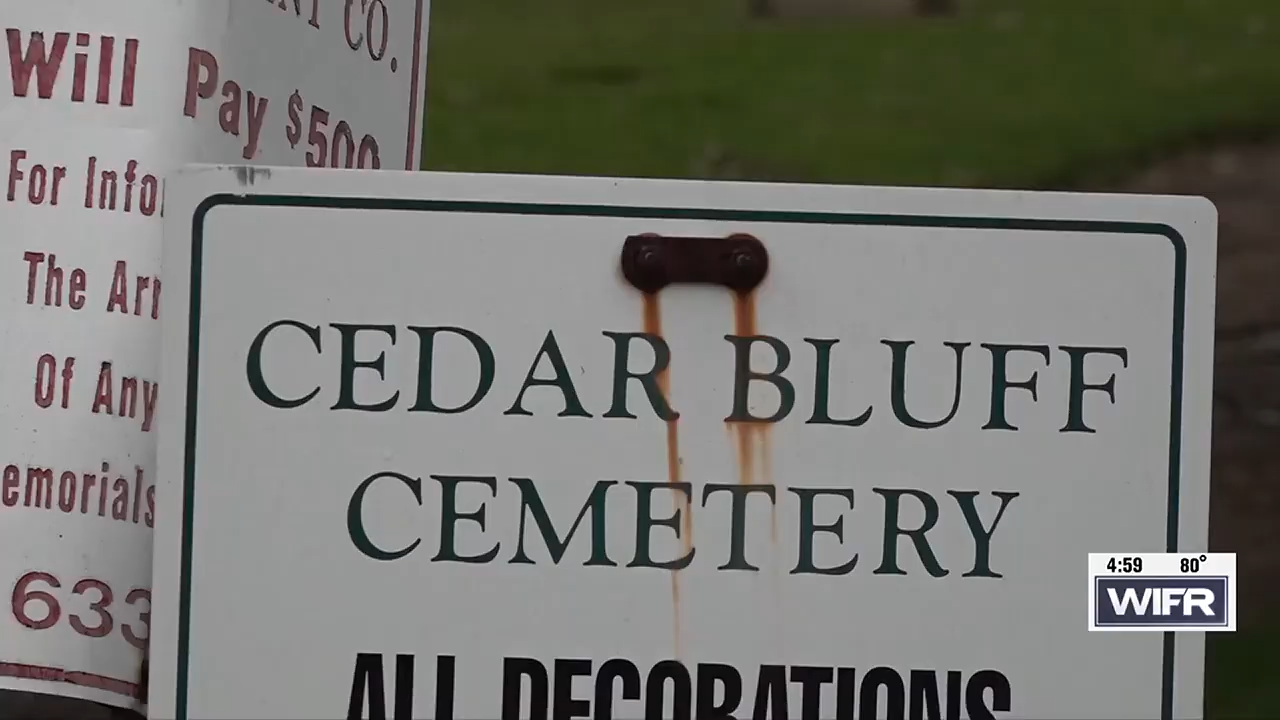 CO.
Will Pay $500
For Info
The Arr
Of Any
emorials
633
CEDAR BLUFF
CEMETERY
ALL DECORATIONS
4:59 80°
WIFR